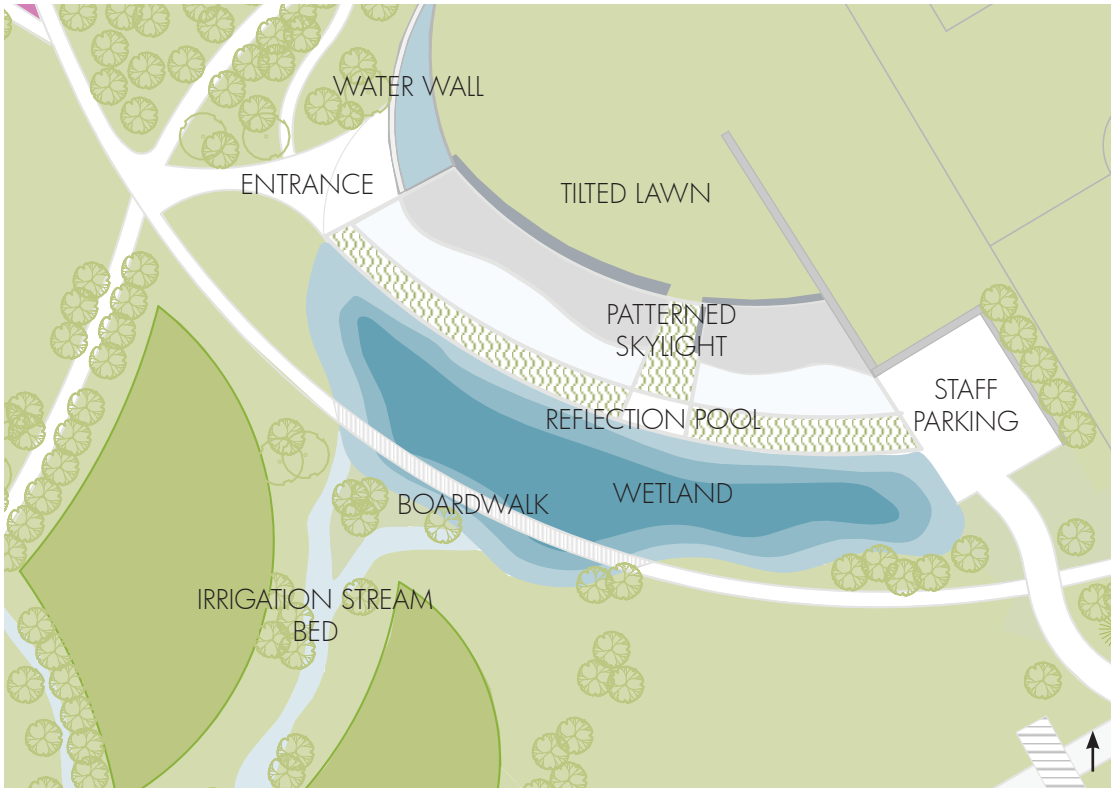 WATER WALL
ENTRANCE
TILTED LAWN
PATTERNED
SKYLIGHT
STAFF
PARKING
REFLECTION POOL
WETLAND
BOARDWALK
IRRIGATION STREAM
BED